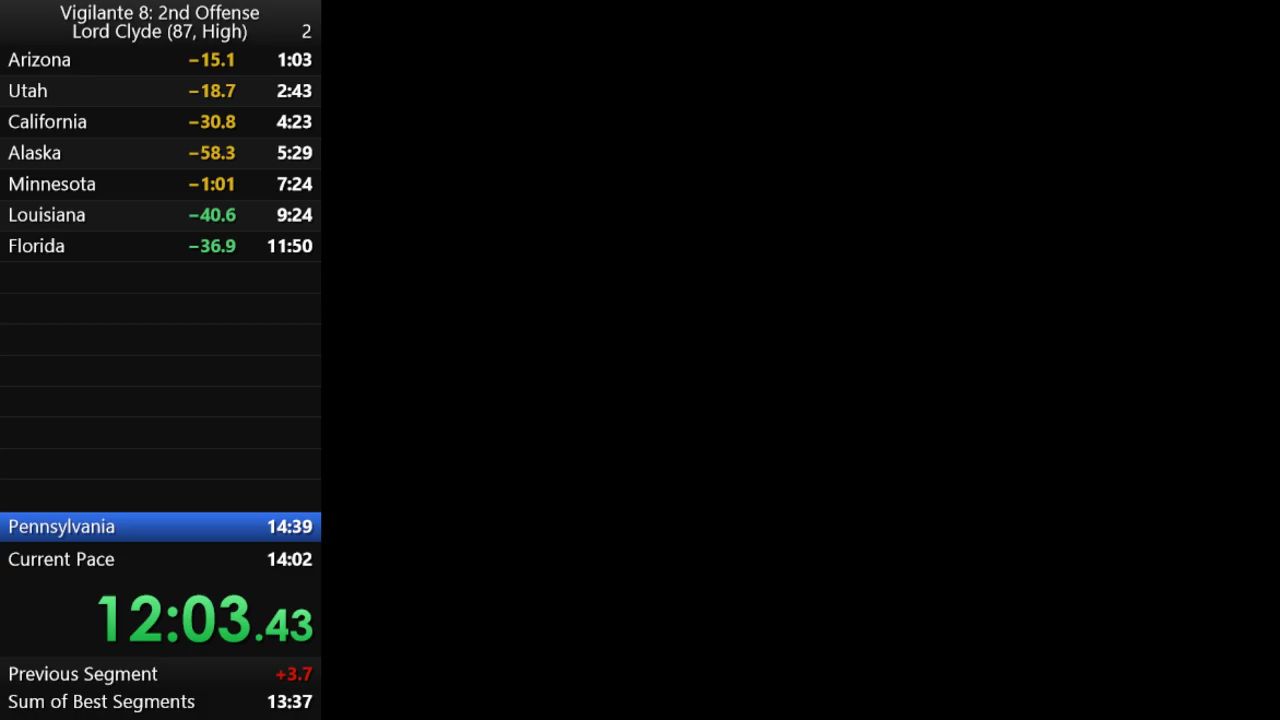 Vigilante 8: 2nd Offense
Lord Clyde (87, High) 2
Arizona −15.1 1:03
Utah −18.7 2:43
California −30.8 4:23
Alaska −58.3 5:29
Minnesota −1:01 7:24
Louisiana −40.6 9:24
Florida −36.9 11:50
Pennsylvania 14:39
Current Pace 14:02
12:03.43
Previous Segment +3.7
Sum of Best Segments 13:37